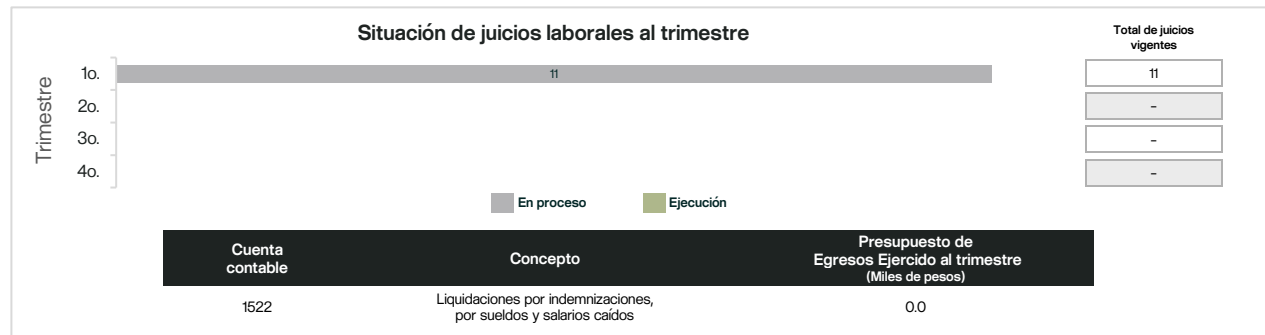 Situación de juicios laborales al trimestre
Total de juicios
vigentes
Trimestre
1o.
11
11
2o.
-
3o.
-
4o.
-
En proceso
Ejecución
Cuenta
contable
Concepto
Presupuesto de
Egresos Ejercido al trimestre
(Miles de pesos)
1522
Liquidaciones por indemnizaciones,
por sueldos y salarios caídos
0.0